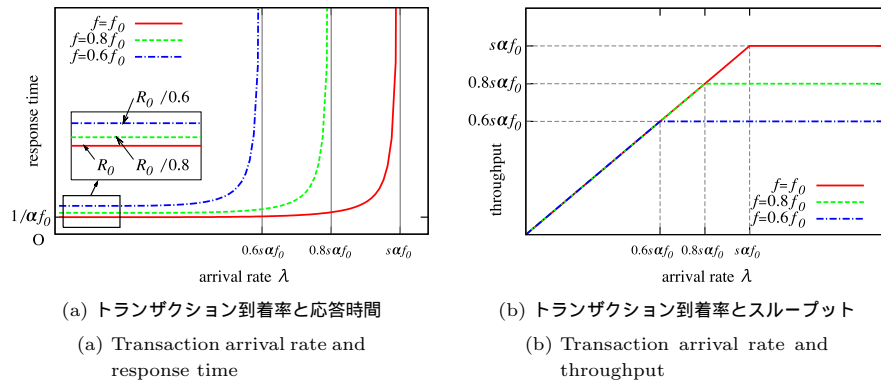 f=f₀
f=0.8f₀
f=0.6f₀
response time
R₀ /0.6
R₀
R₀ /0.8
1/αf₀
O
0.6sαf₀
0.8sαf₀
sαf₀
arrival rate λ
(a) トランザクション到着率と応答時間
(a) Transaction arrival rate and
response time
sαf₀
0.8sαf₀
0.6sαf₀
throughput
f=f₀
f=0.8f₀
f=0.6f₀
0.6sαf₀
0.8sαf₀
sαf₀
arrival rate λ
(b) トランザクション到着率とスループット
(b) Transaction arrival rate and
throughput